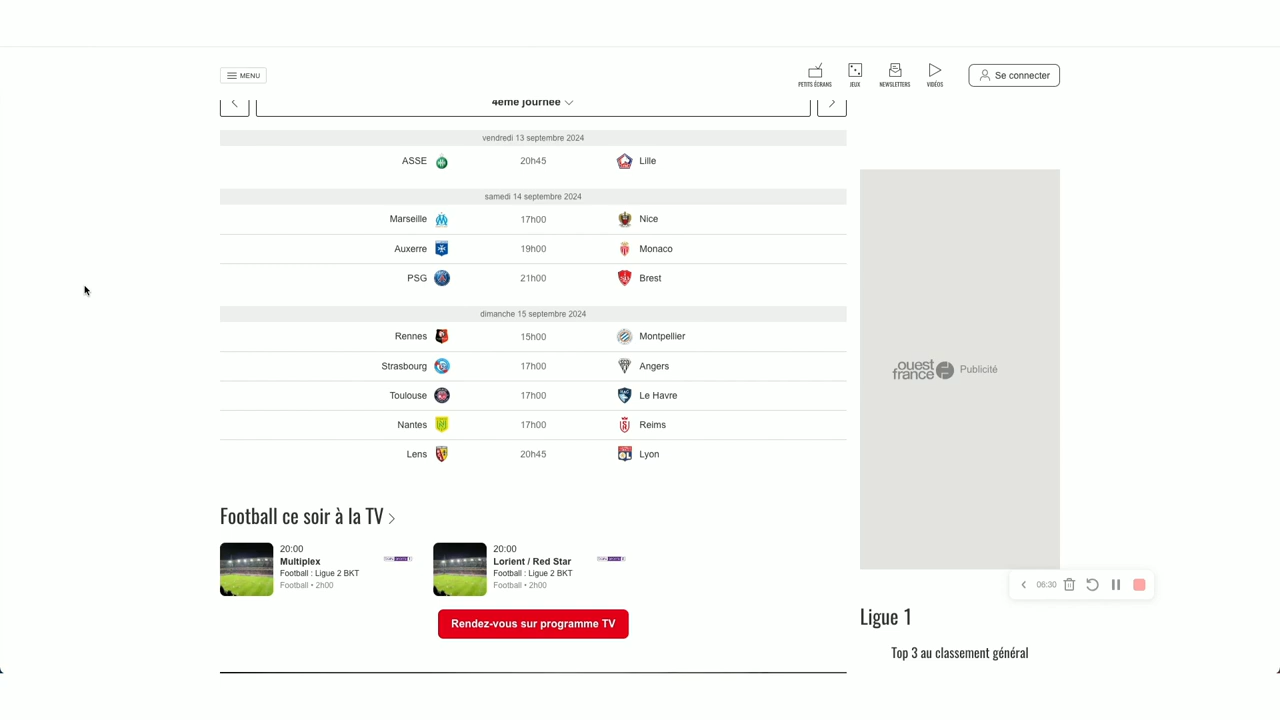 MENU
PETITS ÉCRANS
JEUX
NEWSLETTERS
VIDÉOS
Se connecter
4ème journée
vendredi 13 septembre 2024
ASSE 20h45 Lille
samedi 14 septembre 2024
Marseille 17h00 Nice
Auxerre 19h00 Monaco
PSG 21h00 Brest
dimanche 15 septembre 2024
Rennes 15h00 Montpellier
Strasbourg 17h00 Angers
Toulouse 17h00 Le Havre
Nantes 17h00 Reims
Lens 20h45 Lyon
ouest
france
Publicité
Football ce soir à la TV
20:00
Multiplex
Football : Ligue 2 BKT
Football • 2h00
20:00
Lorient / Red Star
Football : Ligue 2 BKT
Football • 2h00
Rendez-vous sur programme TV
06:30
Ligue 1
Top 3 au classement général